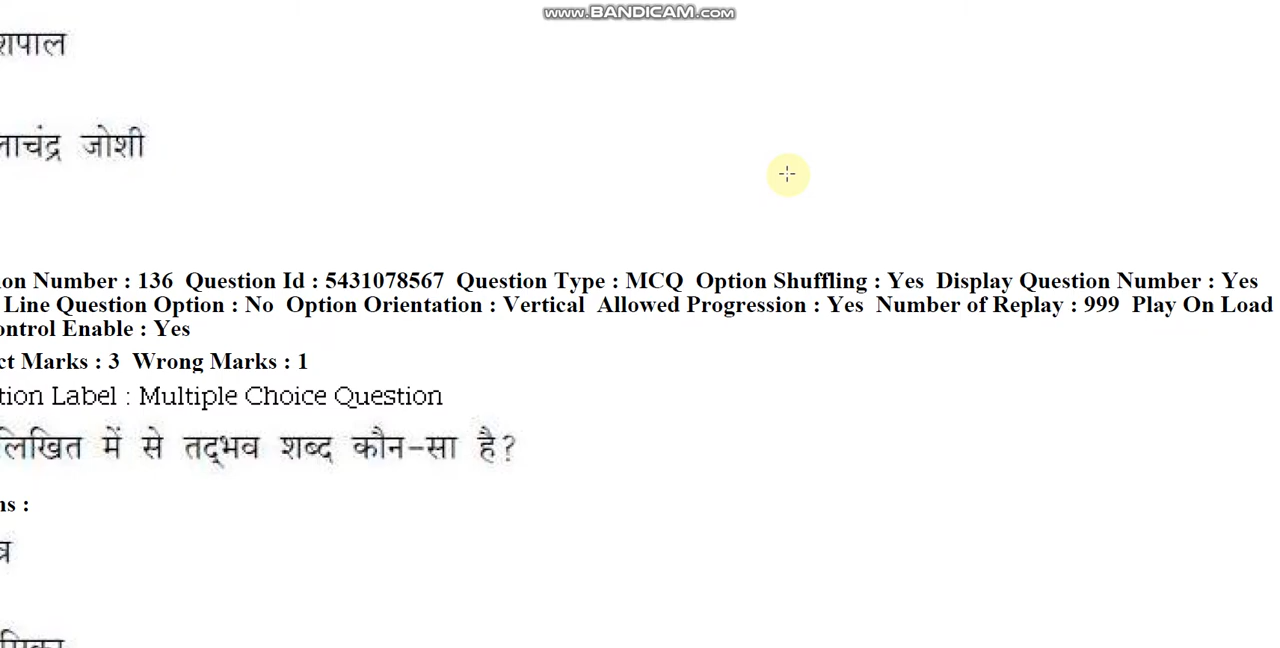 www.BANDICAM.com
शपाल
लाचंद्र जोशी
on Number : 136 Question Id : 5431078567 Question Type : MCQ Option Shuffling : Yes Display Question Number : Yes
Line Question Option : No Option Orientation : Vertical Allowed Progression : Yes Number of Replay : 999 Play On Load
ontrol Enable : Yes
ct Marks : 3 Wrong Marks : 1
tion Label : Multiple Choice Question
लिखित में से तद्‌भव शब्द कौन-सा है?
ns :